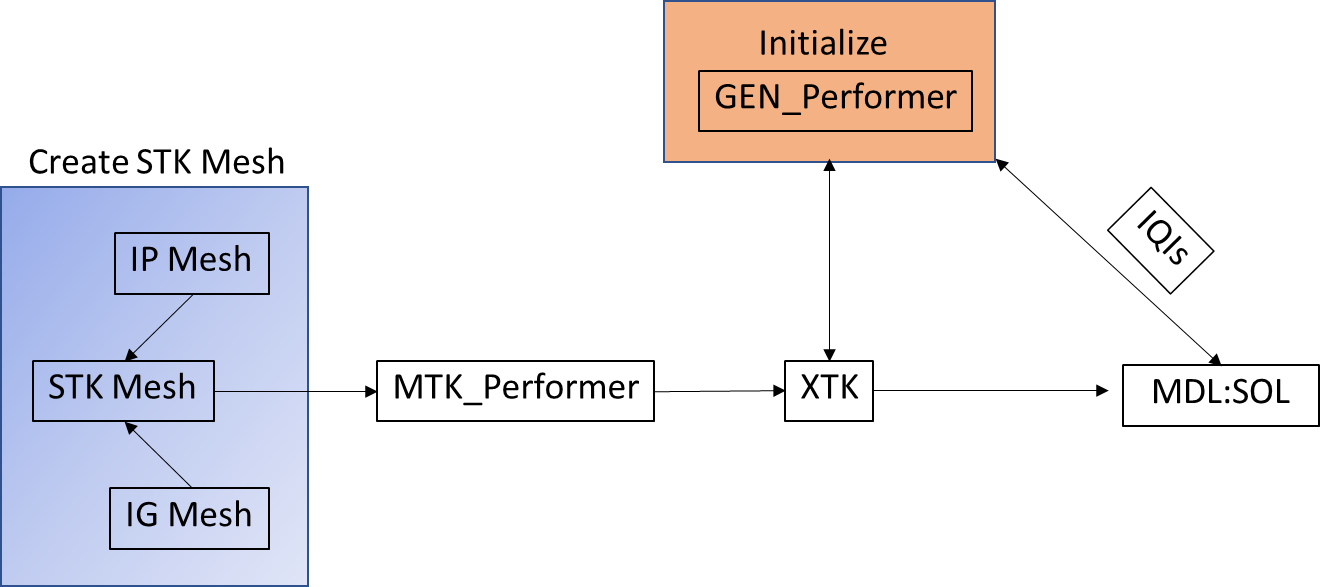 Initialize
GEN_Performer
Create STK Mesh
IP Mesh
IQIs
STK Mesh
MTK_Performer
XTK
MDL:SOL
IG Mesh